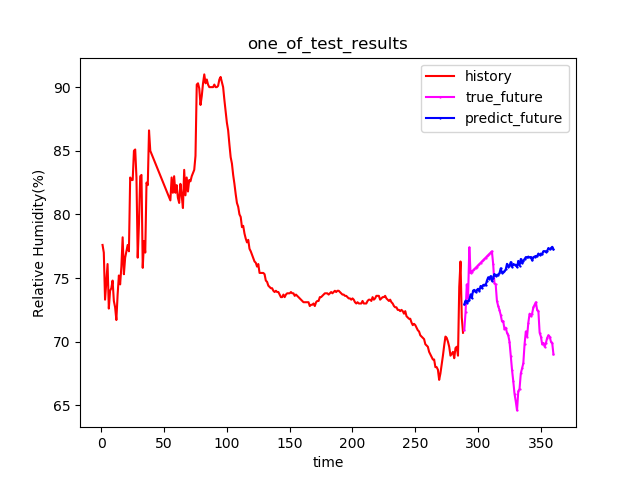 one_of_test_results
history
true_future
predict_future
Relative Humidity(%)
90
85
80
75
70
65
0 50 100 150 200 250 300 350
time